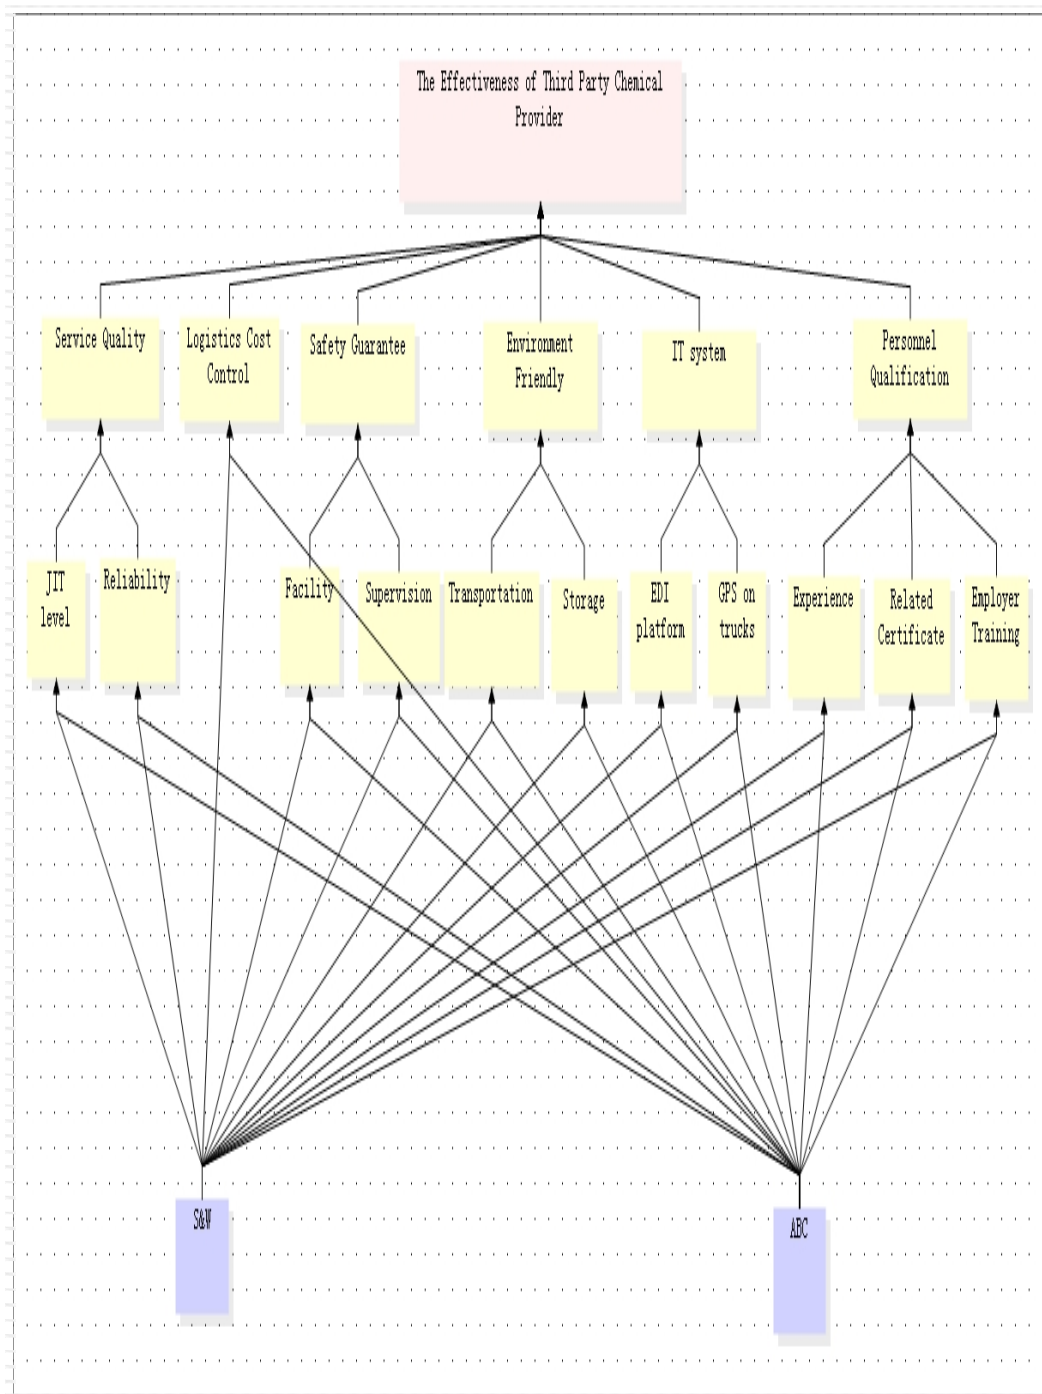 The Effectiveness of Third Party Chemical
Provider
Service Quality
Logistics Cost
Control
Safety Guarantee
Environment
Friendly
IT system
Personnel
Qualification
JIT
level
Reliability
Facility
Supervision
Transportation
Storage
EDI
platform
GPS on
trucks
Experience
Related
Certificate
Employer
Training
S&W
ABC